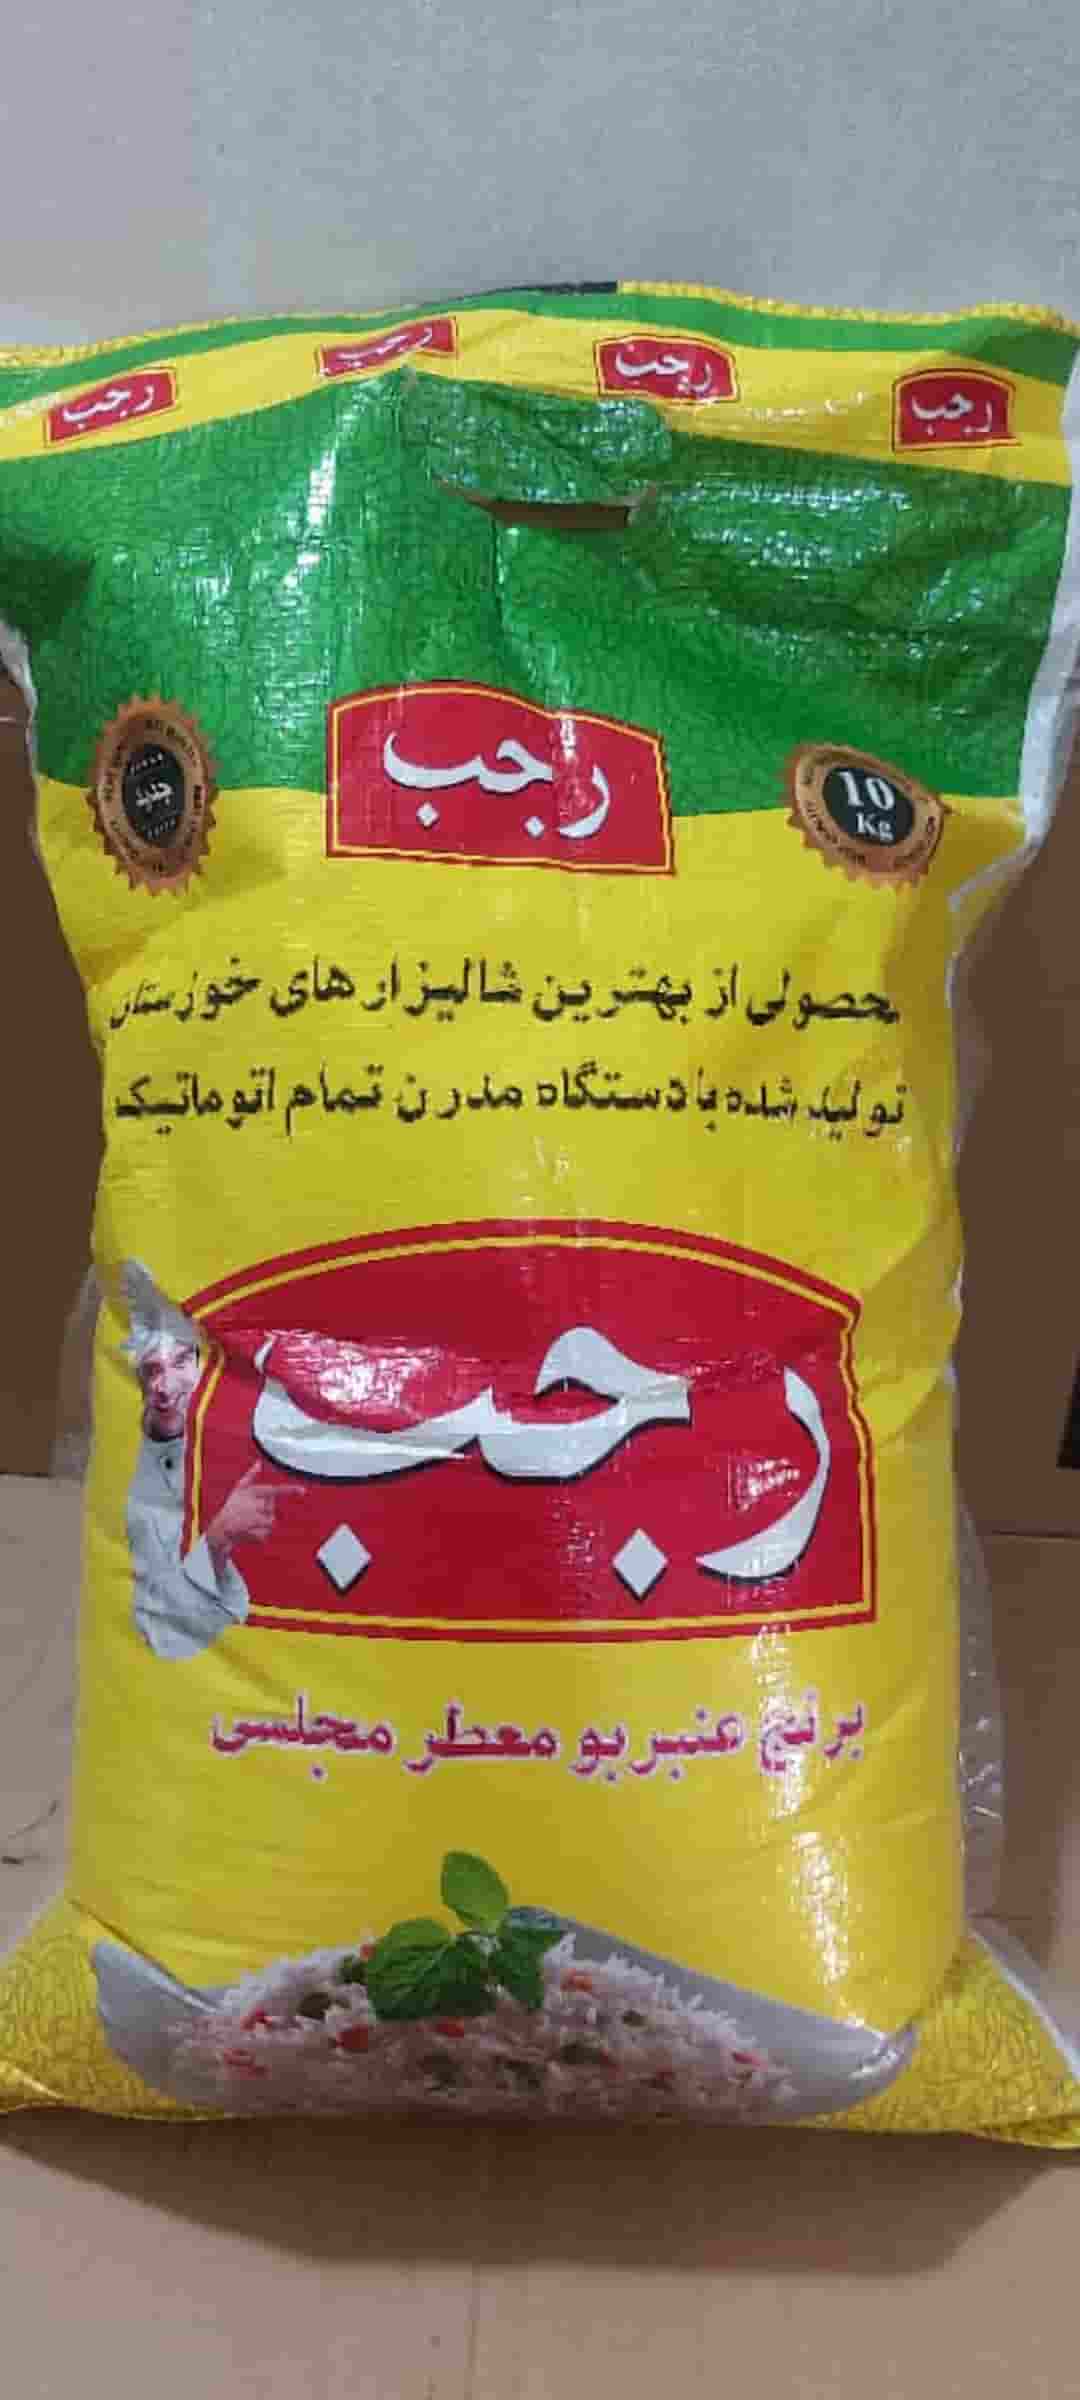 رجب
رجب
رجب
رجب
رجب
جدید
10
Kg
محصولی از بهترین شالیزارهای خوزستان
تولید شده با دستگاه مدرن تمام اتوماتیک
رجب
برنج عنبربو معطر مجلسی